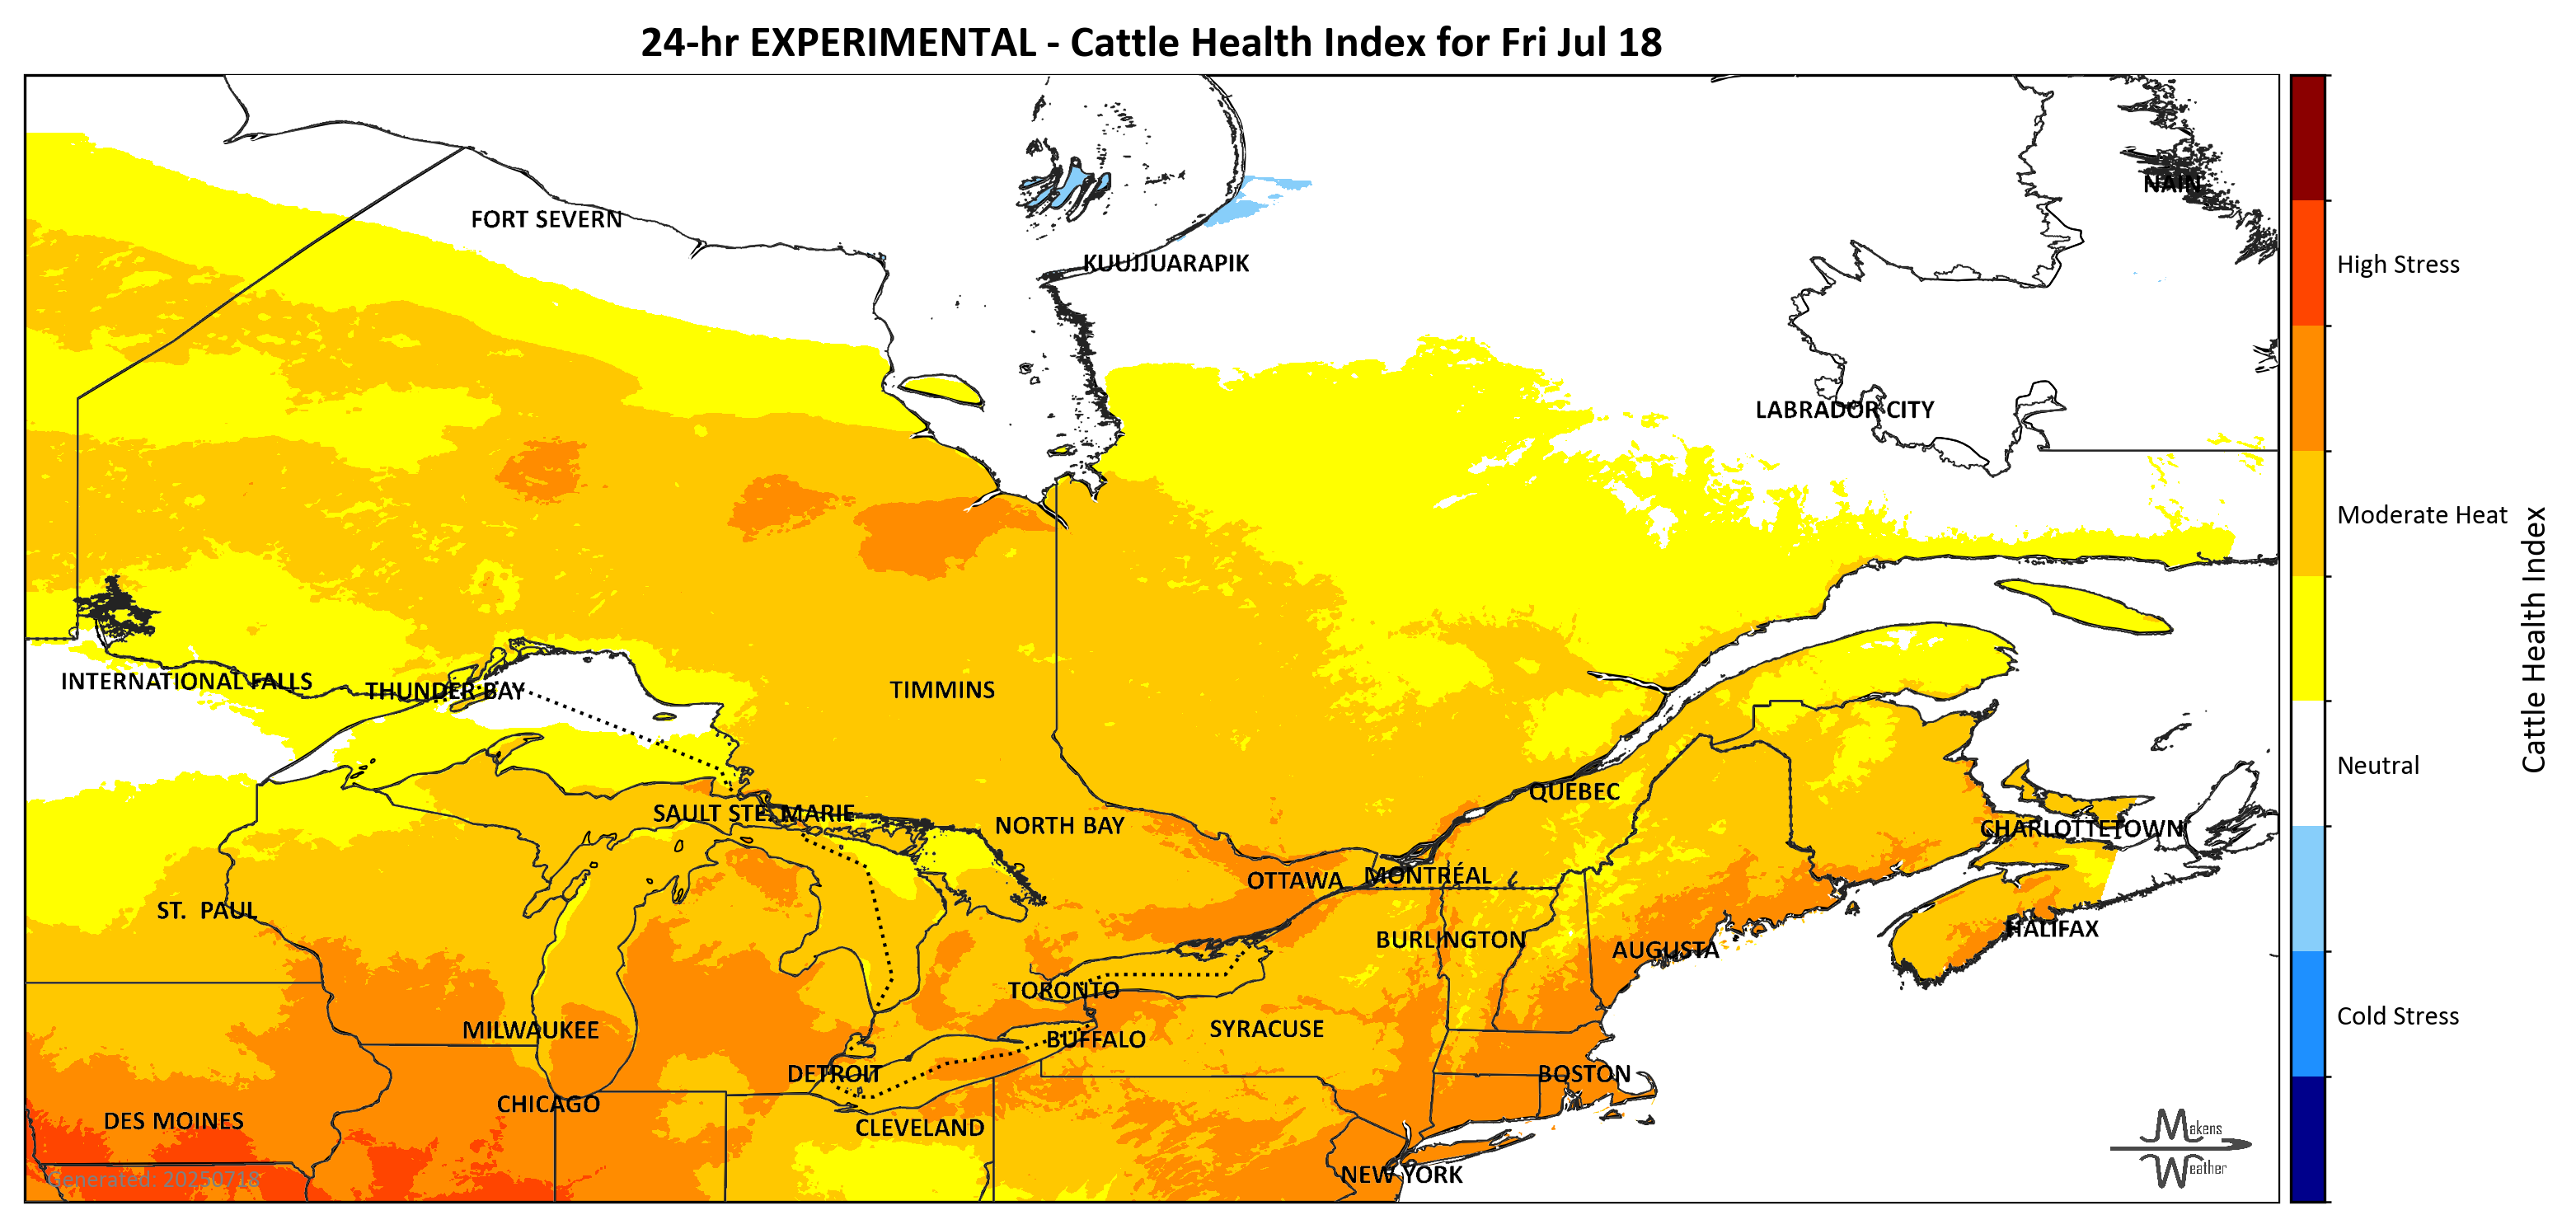 24-hr EXPERIMENTAL - Cattle Health Index for Fri Jul 18
NAIN
FORT SEVERN
KUUJJUARAPIK
High Stress
LABRADOR CITY
Moderate Heat
Cattle Health Index
INTERNATIONAL FALLS
THUNDER BAY
TIMMINS
Neutral
QUEBEC
SAULT STE. MARIE
NORTH BAY
CHARLOTTETOWN
OTTAWA
MONTRÉAL
ST. PAUL
HALIFAX
BURLINGTON
AUGUSTA
TORONTO
Cold Stress
MILWAUKEE
SYRACUSE
BUFFALO
DETROIT
BOSTON
CHICAGO
DES MOINES
CLEVELAND
Makens
Weather
NEW YORK
Generated: 20250718